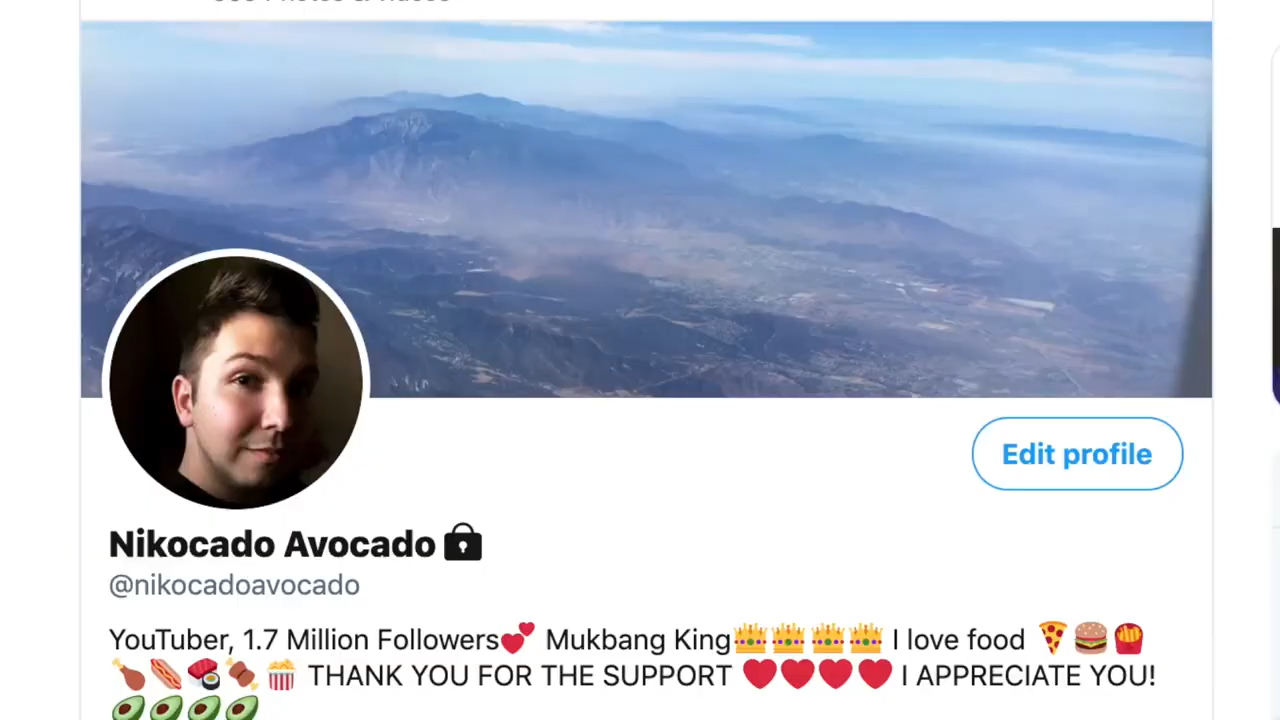 Edit profile
Nikocado Avocado 🔒
@nikocadoavocado
YouTuber, 1.7 Million Followers💕 Mukbang King👑👑👑👑 I love food 🍕🍔🍟
🍗🌭🍣🍖🍿 THANK YOU FOR THE SUPPORT ❤️❤️❤️❤️ I APPRECIATE YOU!
🥑🥑🥑🥑